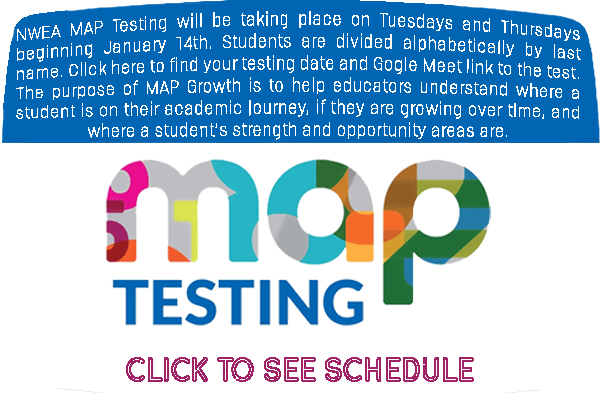 NWEA MAP Testing will be taking place on Tuesdays and Thursdays
beginning January 14th. Students are divided alphabetically by last
name. Click here to find your testing date and Gogle Meet link to the test.
The purpose of MAP Growth is to help educators understand where a
student is on their academic journey, if they are growing over time, and
where a student's strength and opportunity areas are.
map
TESTING
CLICK TO SEE SCHEDULE